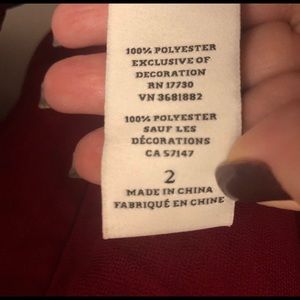 100% POLYESTER
EXCLUSIVE OF
DECORATION
RN 17730
VN 3681882
100% POLYESTER
SAUF LES
DÉCORATIONS
CA 57147
2
MADE IN CHINA
FABRIQUÉ EN CHINE